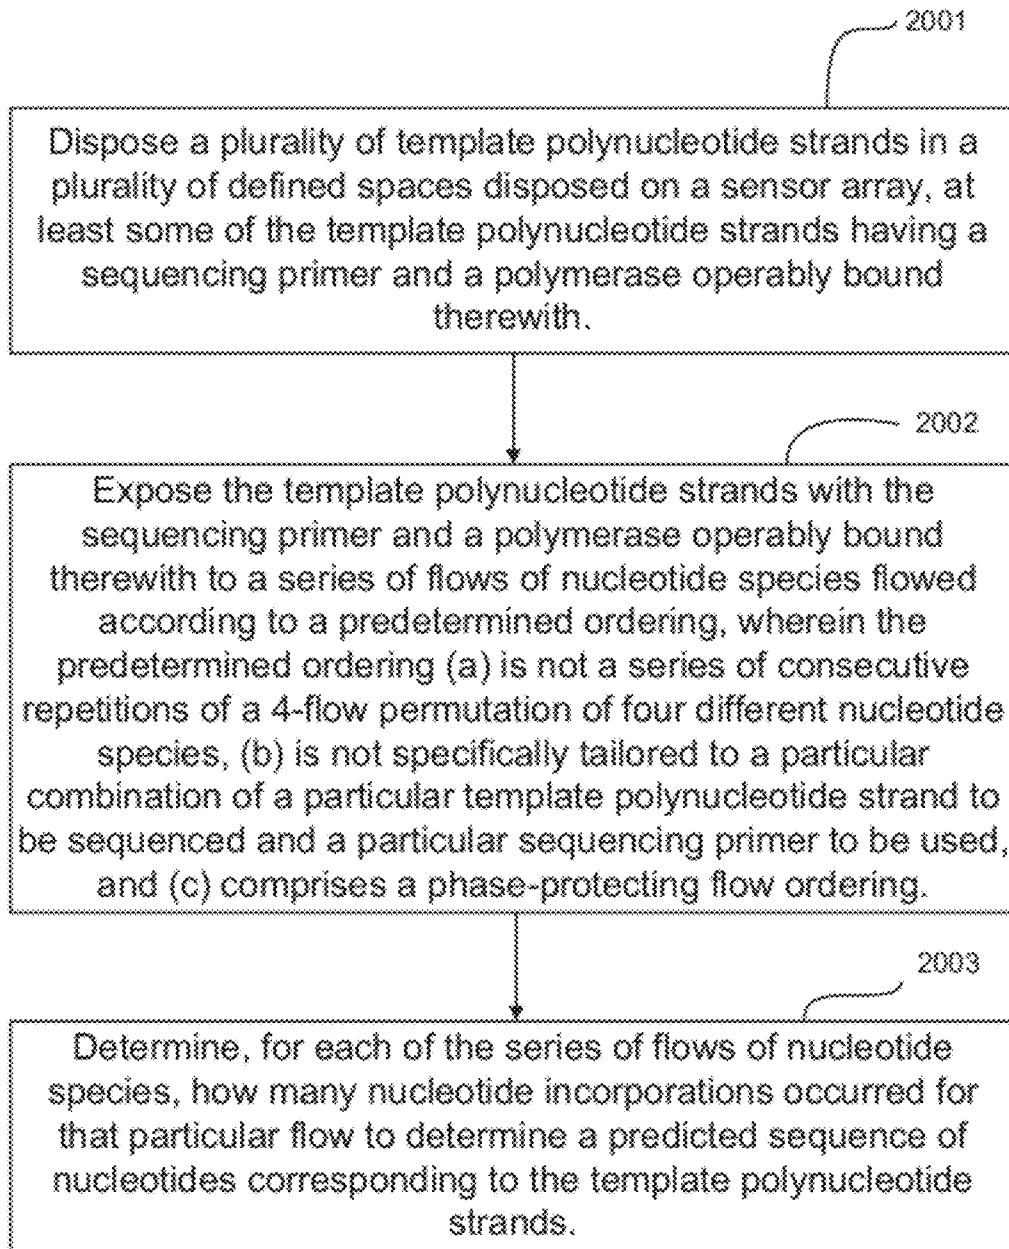 2001
Dispose a plurality of template polynucleotide strands in a
plurality of defined spaces disposed on a sensor array, at
least some of the template polynucleotide strands having a
sequencing primer and a polymerase operably bound
therewith.
2002
Expose the template polynucleotide strands with the
sequencing primer and a polymerase operably bound
therewith to a series of flows of nucleotide species flowed
according to a predetermined ordering, wherein the
predetermined ordering (a) is not a series of consecutive
repetitions of a 4-flow permutation of four different nucleotide
species, (b) is not specifically tailored to a particular
combination of a particular template polynucleotide strand to
be sequenced and a particular sequencing primer to be used,
and (c) comprises a phase-protecting flow ordering.
2003
Determine, for each of the series of flows of nucleotide
species, how many nucleotide incorporations occurred for
that particular flow to determine a predicted sequence of
nucleotides corresponding to the template polynucleotide
strands.